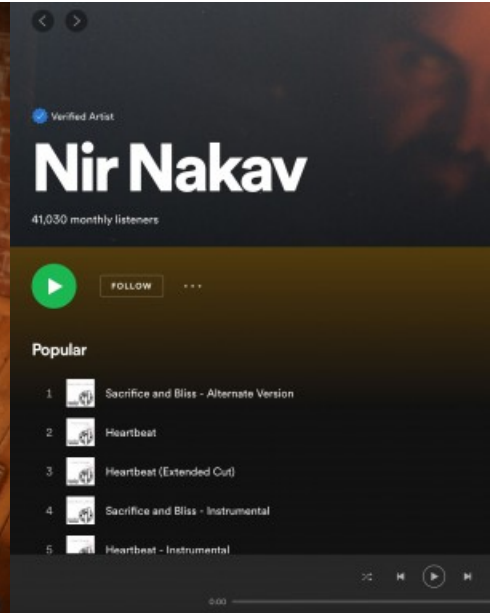 Verified Artist
Nir Nakav
41,030 monthly listeners
FOLLOW
Popular
1 Sacrifice and Bliss - Alternate Version
2 Heartbeat
3 Heartbeat (Extended Cut)
4 Sacrifice and Bliss - Instrumental
5 Heartbeat - Instrumental
0:00